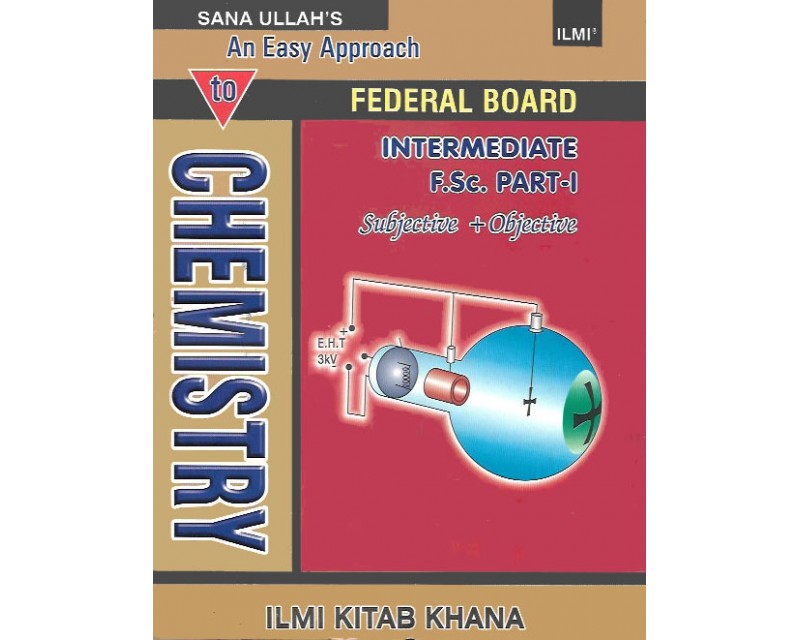 SANA ULLAH'S
ILMI®
An Easy Approach
to
FEDERAL BOARD
CHEMISTRY
INTERMEDIATE
F.Sc. PART-I
Subjective + Objective
+
E.H.T
3kV
-
ILMI KITAB KHANA